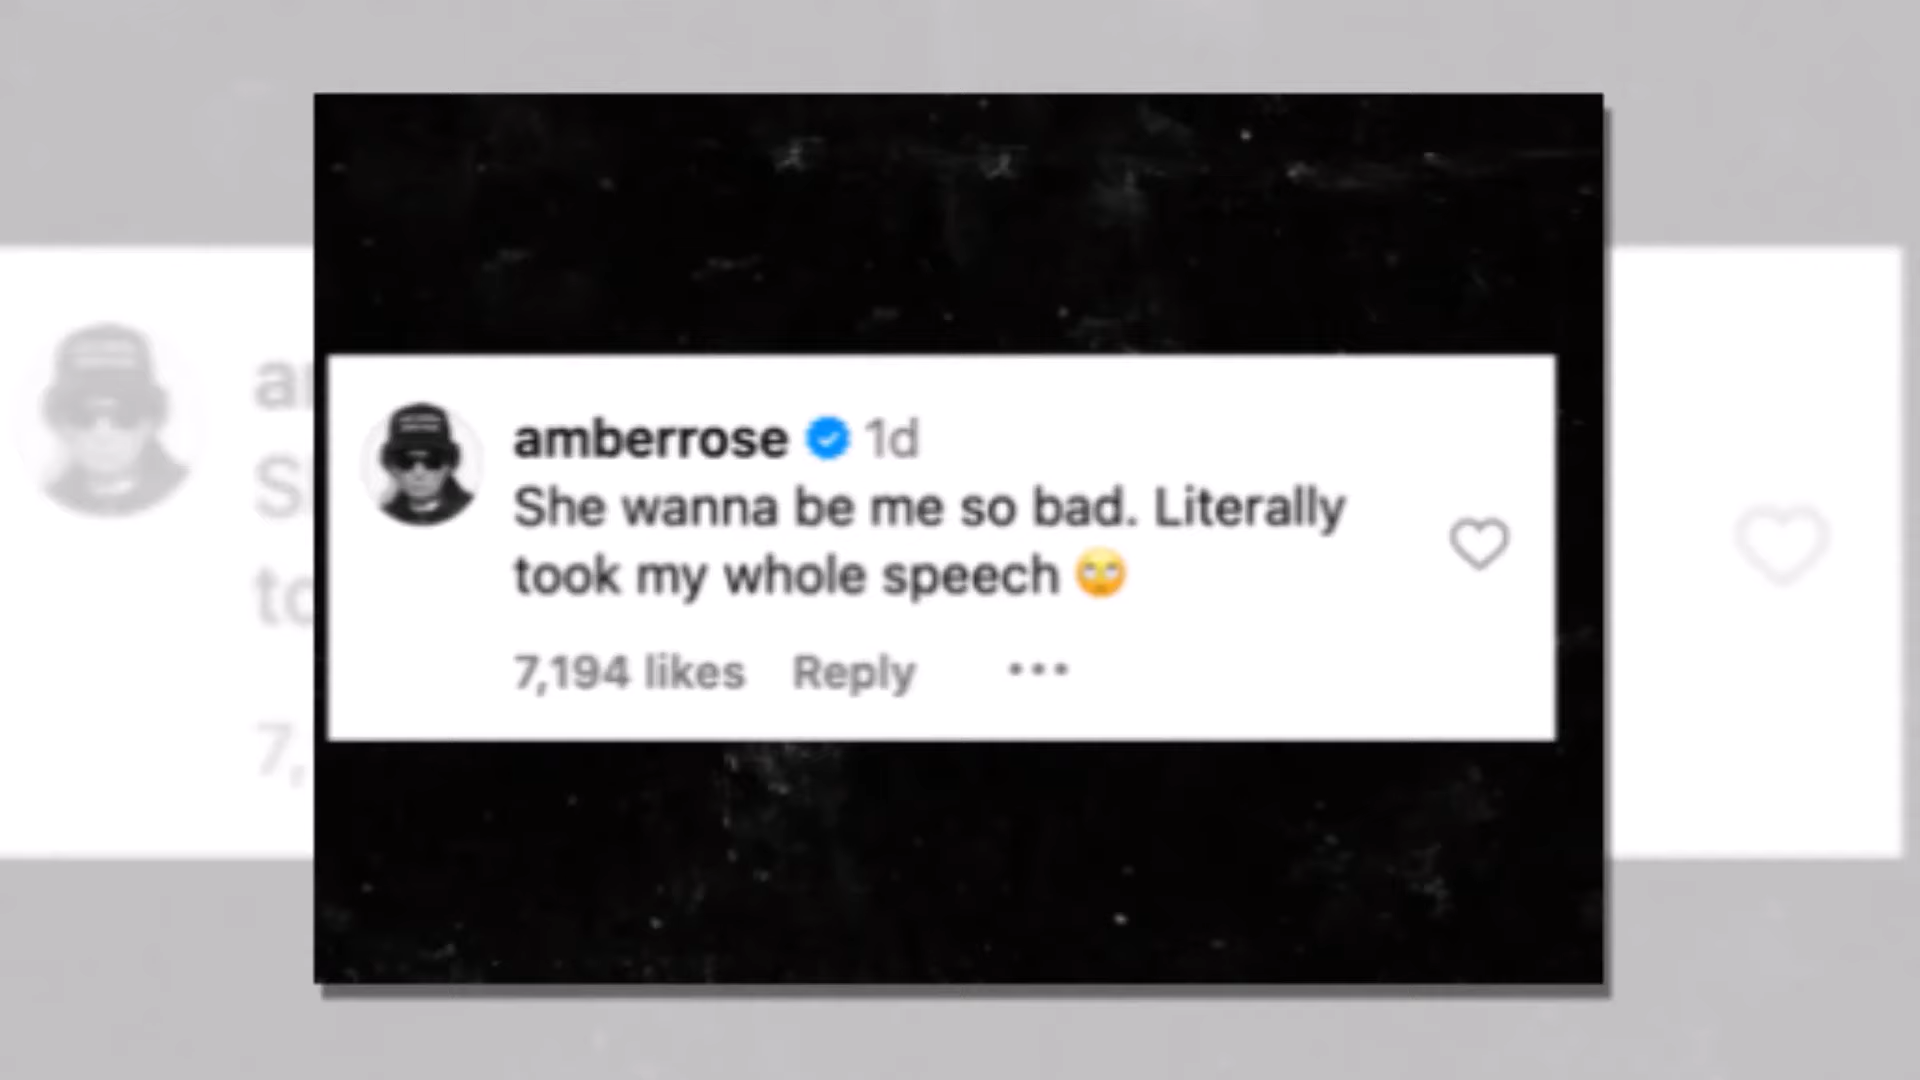 amberrose 1d
She wanna be me so bad. Literally
took my whole speech 🙄
7,194 likes Reply ...